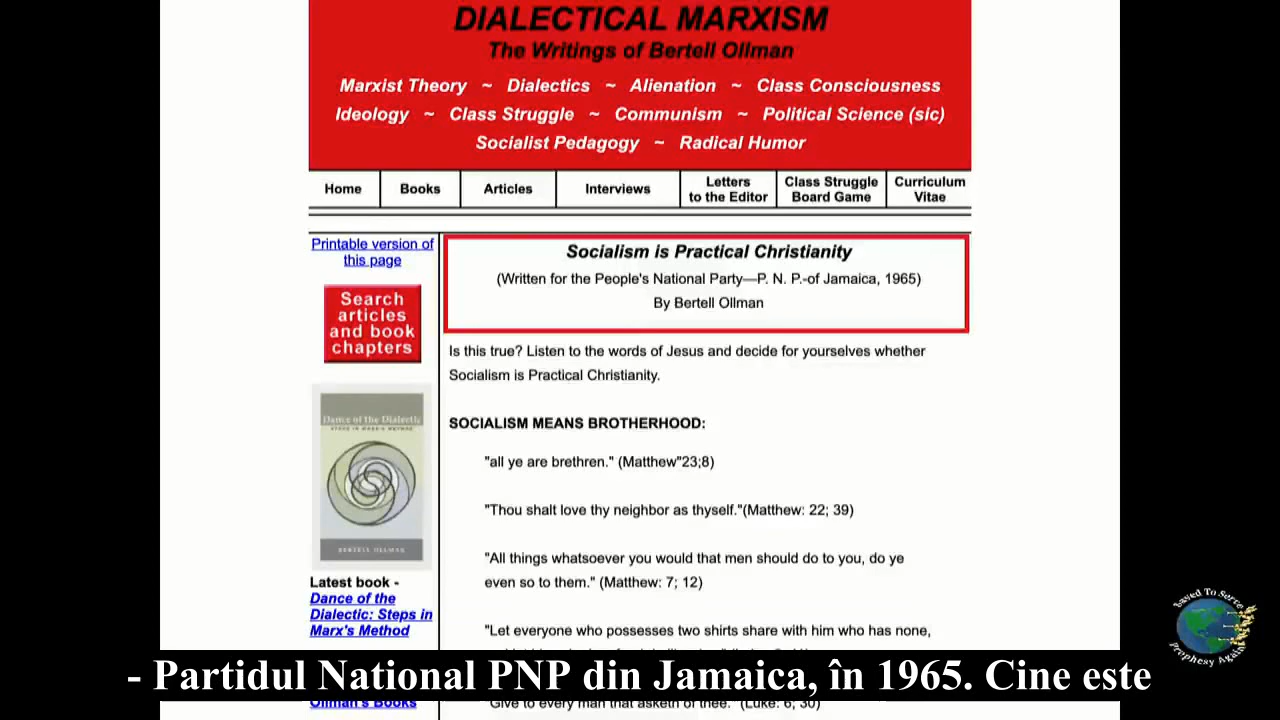 DIALECTICAL MARXISM
The Writings of Bertell Ollman
Marxist Theory ~ Dialectics ~ Alienation ~ Class Consciousness
Ideology ~ Class Struggle ~ Communism ~ Political Science (sic)
Socialist Pedagogy ~ Radical Humor
Home
Books
Articles
Interviews
Letters
to the Editor
Class Struggle
Board Game
Curriculum
Vitae
Printable version of
this page
Search
articles
and book
chapters
Dance of the Dialectic
STEPS IN MARX'S METHOD
BERTELL OLLMAN
Latest book -
Dance of the
Dialectic: Steps in
Marx's Method
Ollman's Books
Socialism is Practical Christianity
(Written for the People's National Party—P. N. P.-of Jamaica, 1965)
By Bertell Ollman
Is this true? Listen to the words of Jesus and decide for yourselves whether
Socialism is Practical Christianity.
SOCIALISM MEANS BROTHERHOOD:
"all ye are brethren." (Matthew"23;8)
"Thou shalt love thy neighbor as thyself."(Matthew: 22; 39)
"All things whatsoever you would that men should do to you, do ye
even so to them." (Matthew: 7; 12)
"Let everyone who possesses two shirts share with him who has none,
"Give to every man that asketh of thee." (Luke: 6; 30)
- Partidul National PNP din Jamaica, în 1965. Cine este
Saved To Serve
Prophesy Again